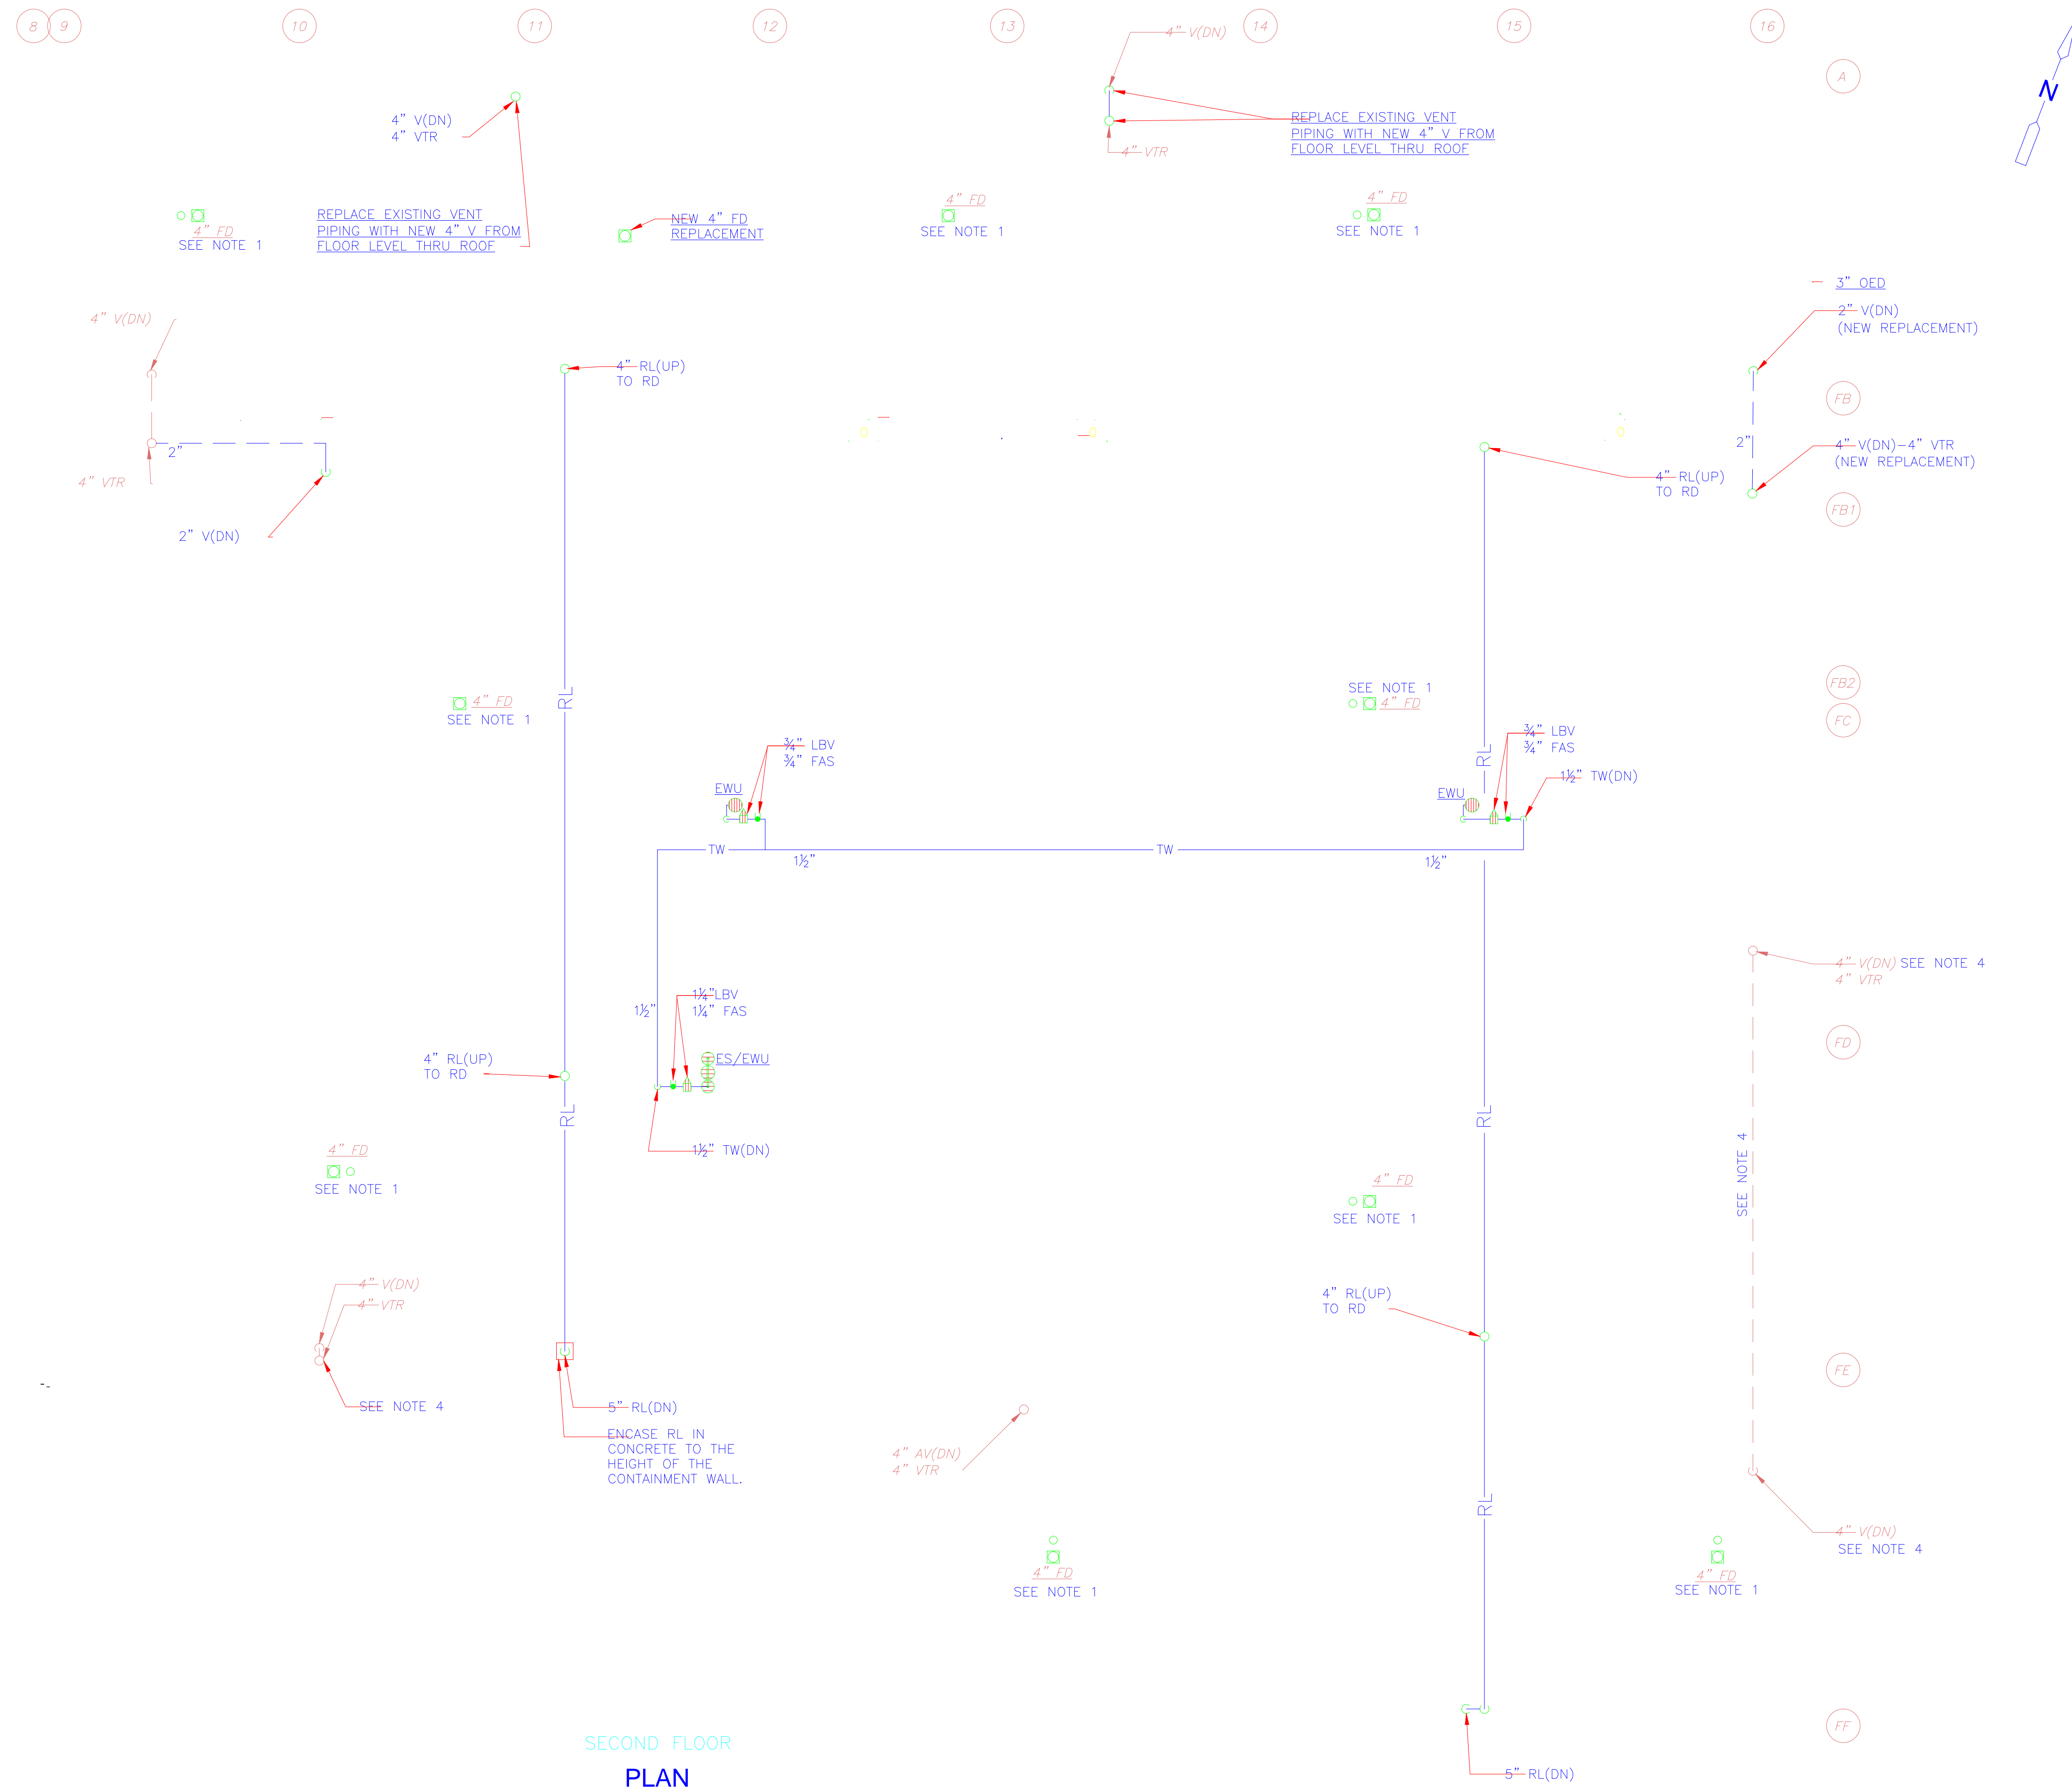 8
9
10
11
12
13
14
15
16
A
N
4" V(DN)
4" V(DN)
4" VTR
REPLACE EXISTING VENT
PIPING WITH NEW 4" V FROM
FLOOR LEVEL THRU ROOF
4" VTR
4" FD
SEE NOTE 1
REPLACE EXISTING VENT
PIPING WITH NEW 4" V FROM
FLOOR LEVEL THRU ROOF
NEW 4" FD
REPLACEMENT
4" FD
SEE NOTE 1
4" FD
SEE NOTE 1
3" OED
2" V(DN)
(NEW REPLACEMENT)
4" V(DN)
4" RL(UP)
TO RD
FB
2"
4" VTR
2" V(DN)
2"
4" V(DN)-4" VTR
(NEW REPLACEMENT)
4" RL(UP)
TO RD
FB1
RL
4" FD
SEE NOTE 1
SEE NOTE 1
4" FD
FB2
FC
¾" LBV
¾" FAS
EWU
RL
¾" LBV
¾" FAS
EWU
1½" TW(DN)
TW
TW
1½"
1½"
1½"
1¼"LBV
1¼" FAS
4" V(DN) SEE NOTE 4
4" VTR
FD
4" RL(UP)
TO RD
ES/EWU
RL
RL
1½" TW(DN)
4" FD
SEE NOTE 1
4" FD
SEE NOTE 1
SEE NOTE 4
4" V(DN)
4" VTR
4" RL(UP)
TO RD
FE
SEE NOTE 4
5" RL(DN)
ENCASE RL IN
CONCRETE TO THE
HEIGHT OF THE
CONTAINMENT WALL.
4" AV(DN)
4" VTR
RL
4" V(DN)
SEE NOTE 4
4" FD
SEE NOTE 1
4" FD
SEE NOTE 1
FF
5" RL(DN)
SECOND FLOOR
PLAN